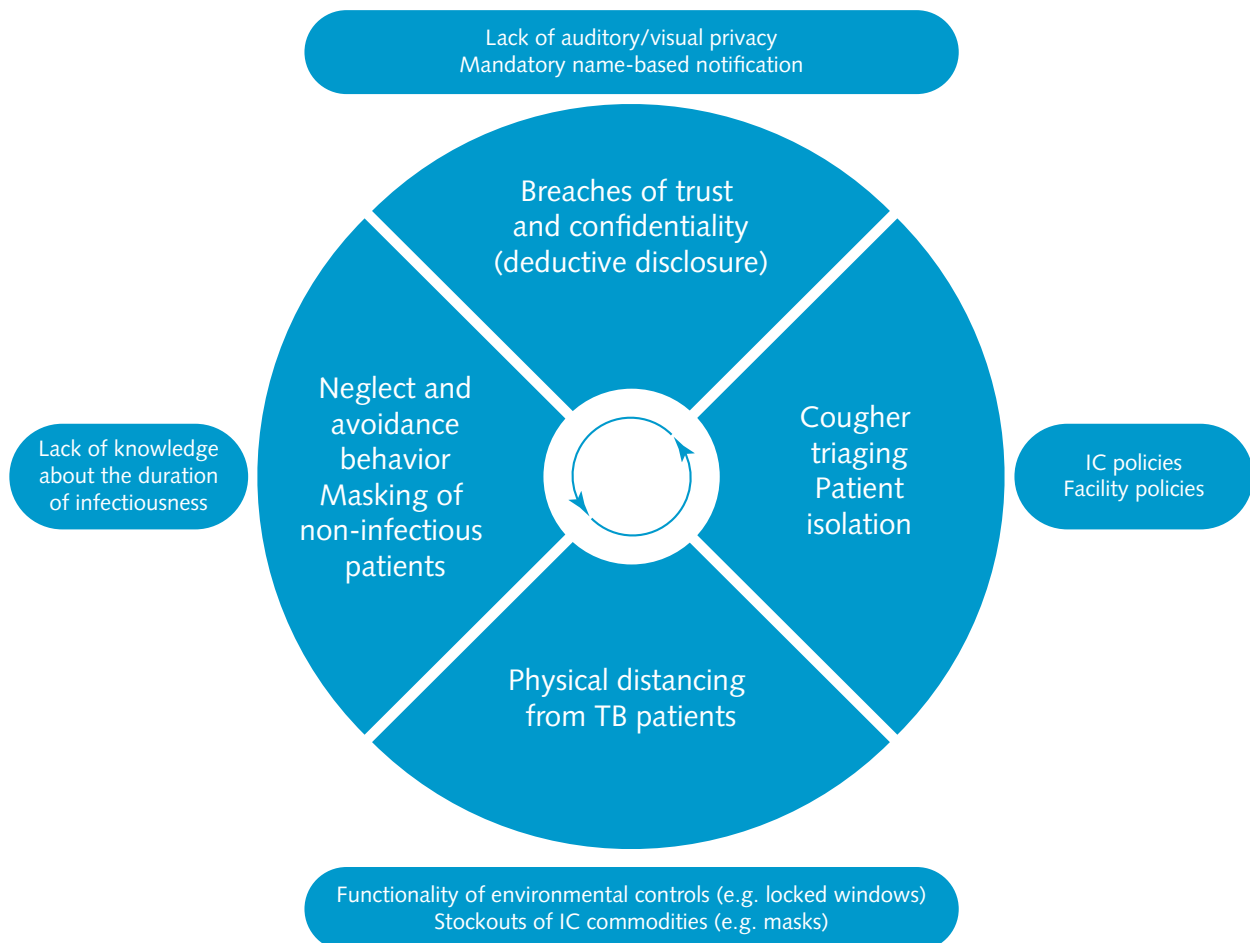 Lack of auditory/visual privacy
Mandatory name-based notification
Breaches of trust
and confidentiality
(deductive disclosure)
Neglect and
avoidance
behavior
Masking of
non-infectious
patients
Cougher
triaging
Patient
isolation
Lack of knowledge
about the duration
of infectiousness
IC policies
Facility policies
Physical distancing
from TB patients
Functionality of environmental controls (e.g. locked windows)
Stockouts of IC commodities (e.g. masks)